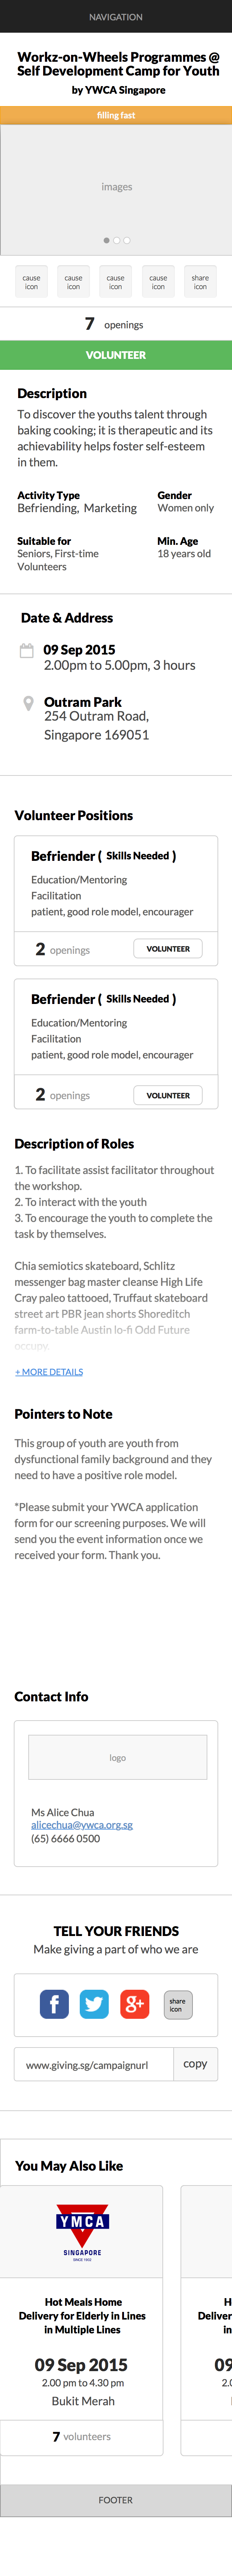 NAVIGATION
Workz-on-Wheels Programmes @
Self Development Camp for Youth
by YWCA Singapore
filling fast
images
cause icon
cause icon
cause icon
cause icon
share icon
7 openings
VOLUNTEER
Description
To discover the youths talent through
baking cooking; it is therapeutic and its
achievability helps foster self-esteem
in them.
Activity Type
Befriending, Marketing
Gender
Women only
Suitable for
Seniors, First-time
Volunteers
Min. Age
18 years old
Date & Address
09 Sep 2015
2.00pm to 5.00pm, 3 hours
Outram Park
254 Outram Road,
Singapore 169051
Volunteer Positions
Befriender ( Skills Needed )
Education/Mentoring
Facilitation
patient, good role model, encourager
2 openings
VOLUNTEER
Befriender ( Skills Needed )
Education/Mentoring
Facilitation
patient, good role model, encourager
2 openings
VOLUNTEER
Description of Roles
1. To facilitate assist facilitator throughout
the workshop.
2. To interact with the youth
3. To encourage the youth to complete the
task by themselves.
Chia semiotics skateboard, Schlitz
messenger bag master cleanse High Life
Cray paleo tattooed, Truffaut skateboard
street art PBR jean shorts Shoreditch
farm-to-table Austin lo-fi Odd Future
occupy.
+ MORE DETAILS
Pointers to Note
This group of youth are youth from
dysfunctional family background and they
need to have a positive role model.
*Please submit your YWCA application
form for our screening purposes. We will
send you the event information once we
received your form. Thank you.
Contact Info
logo
Ms Alice Chua
alicechua@ywca.org.sg
(65) 6666 0500
TELL YOUR FRIENDS
Make giving a part of who we are
f
g+
share icon
www.giving.sg/campaignurl
copy
You May Also Like
YMCA
SINGAPORE
SINCE 1902
Hot Meals Home
Delivery for Elderly in Lines
in Multiple Lines
09 Sep 2015
2.00 pm to 4.30 pm
Bukit Merah
7 volunteers
H
Deliver
in
09
2.0
FOOTER